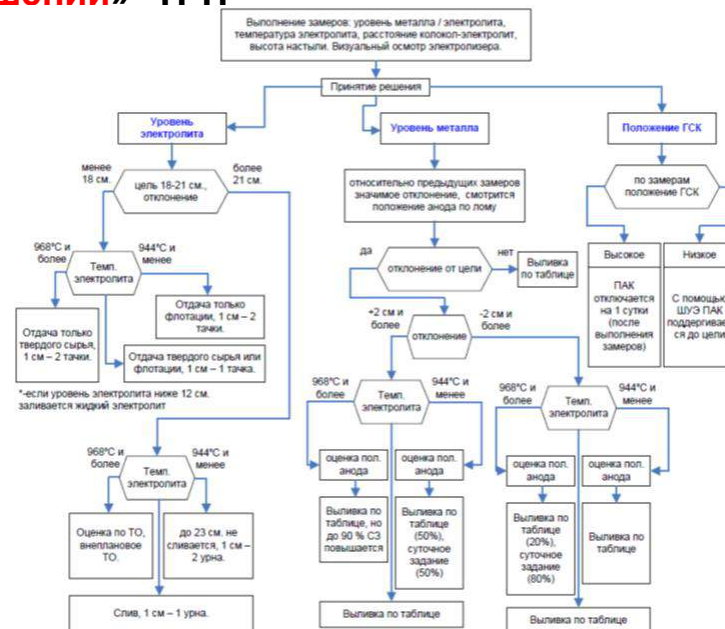 Выполнение замеров: уровень металла / электролита,
температура электролита, расстояние колокол-электролит,
высота настыли. Визуальный осмотр электролизера.
Принятие решения
Уровень
электролита
Уровень металла
Положение ГСК
менее
18 см.
цель 18-21 см.,
отклонение
более
21 см.
относительно предыдущих замеров
значимое отклонение, смотрится
положение анода по лому
по замерам
положение ГСК
968°С и
более
Темп.
электролита
944°С и
менее
да
отклонение от цели
нет
Выливка
по таблице
Высокое
Низкое
ПАК
отключается
на 1 сутки
(после
выполнения
замеров)
С помощью
ШУЭ ПАК
поддергивае
ся до цели
Отдача только
флотации, 1 см – 2
тачки.
Отдача только
твердого сырья,
1 см – 2 тачки.
Отдача твердого сырья или
флотации, 1 см – 1 тачка.
+2 см и
более
отклонение
-2 см и
более
*-если уровень электролита ниже 12 см.
заливается жидкий электролит
968°С и
более
Темп.
электролита
944°С и
менее
968°С и
более
Темп.
электролита
944°С и
менее
968°С и
более
Темп.
электролита
944°С и
менее
оценка пол.
анода
оценка пол.
анода
оценка пол.
анода
оценка пол.
анода
Оценка по ТО,
внеплановое
ТО.
до 23 см. не
сливается, 1 см –
2 урна.
Выливка по
таблице, но
до 90 % СЗ
повышается
Выливка по
таблице
(50%),
суточное
задание
(50%)
Выливка по
таблице
(20%),
суточное
задание
(80%)
Выливка по
таблице
Слив, 1 см – 1 урна.
Выливка по таблице
Выливка по таблице